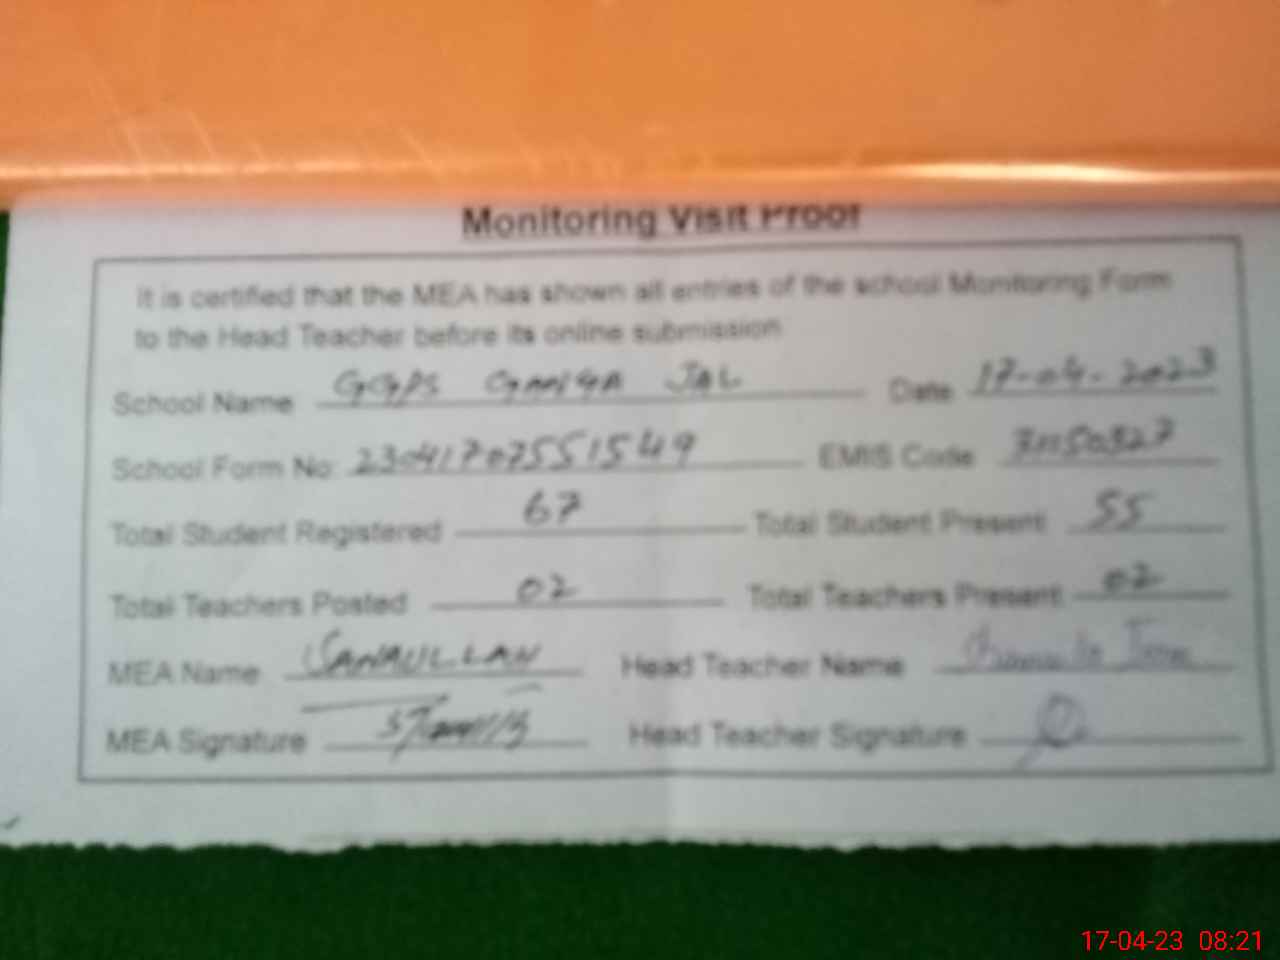 Monitoring Visit Proof
It is certified that the MEA has shown all entries of the school Monitoring Form
to the Head Teacher before its online submission
School Name GGPS JAL Date 17-04-2023
School Form No: 230417075551549 EMIS Code
Total Student Registered 67 Total Student Present 55
Total Teachers Posted 02 Total Teachers Present 02
MEA Name SANAULLAH Head Teacher Name
MEA Signature Head Teacher Signature
17-04-23 08:21